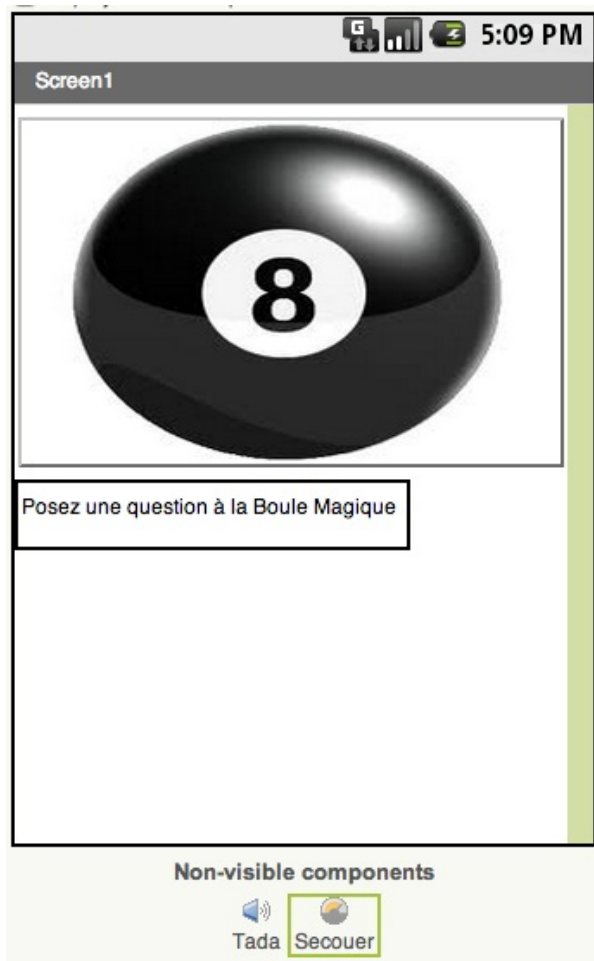 G
5:09 PM
Screen1
8
Posez une question à la Boule Magique
Non-visible components
Tada
Secouer